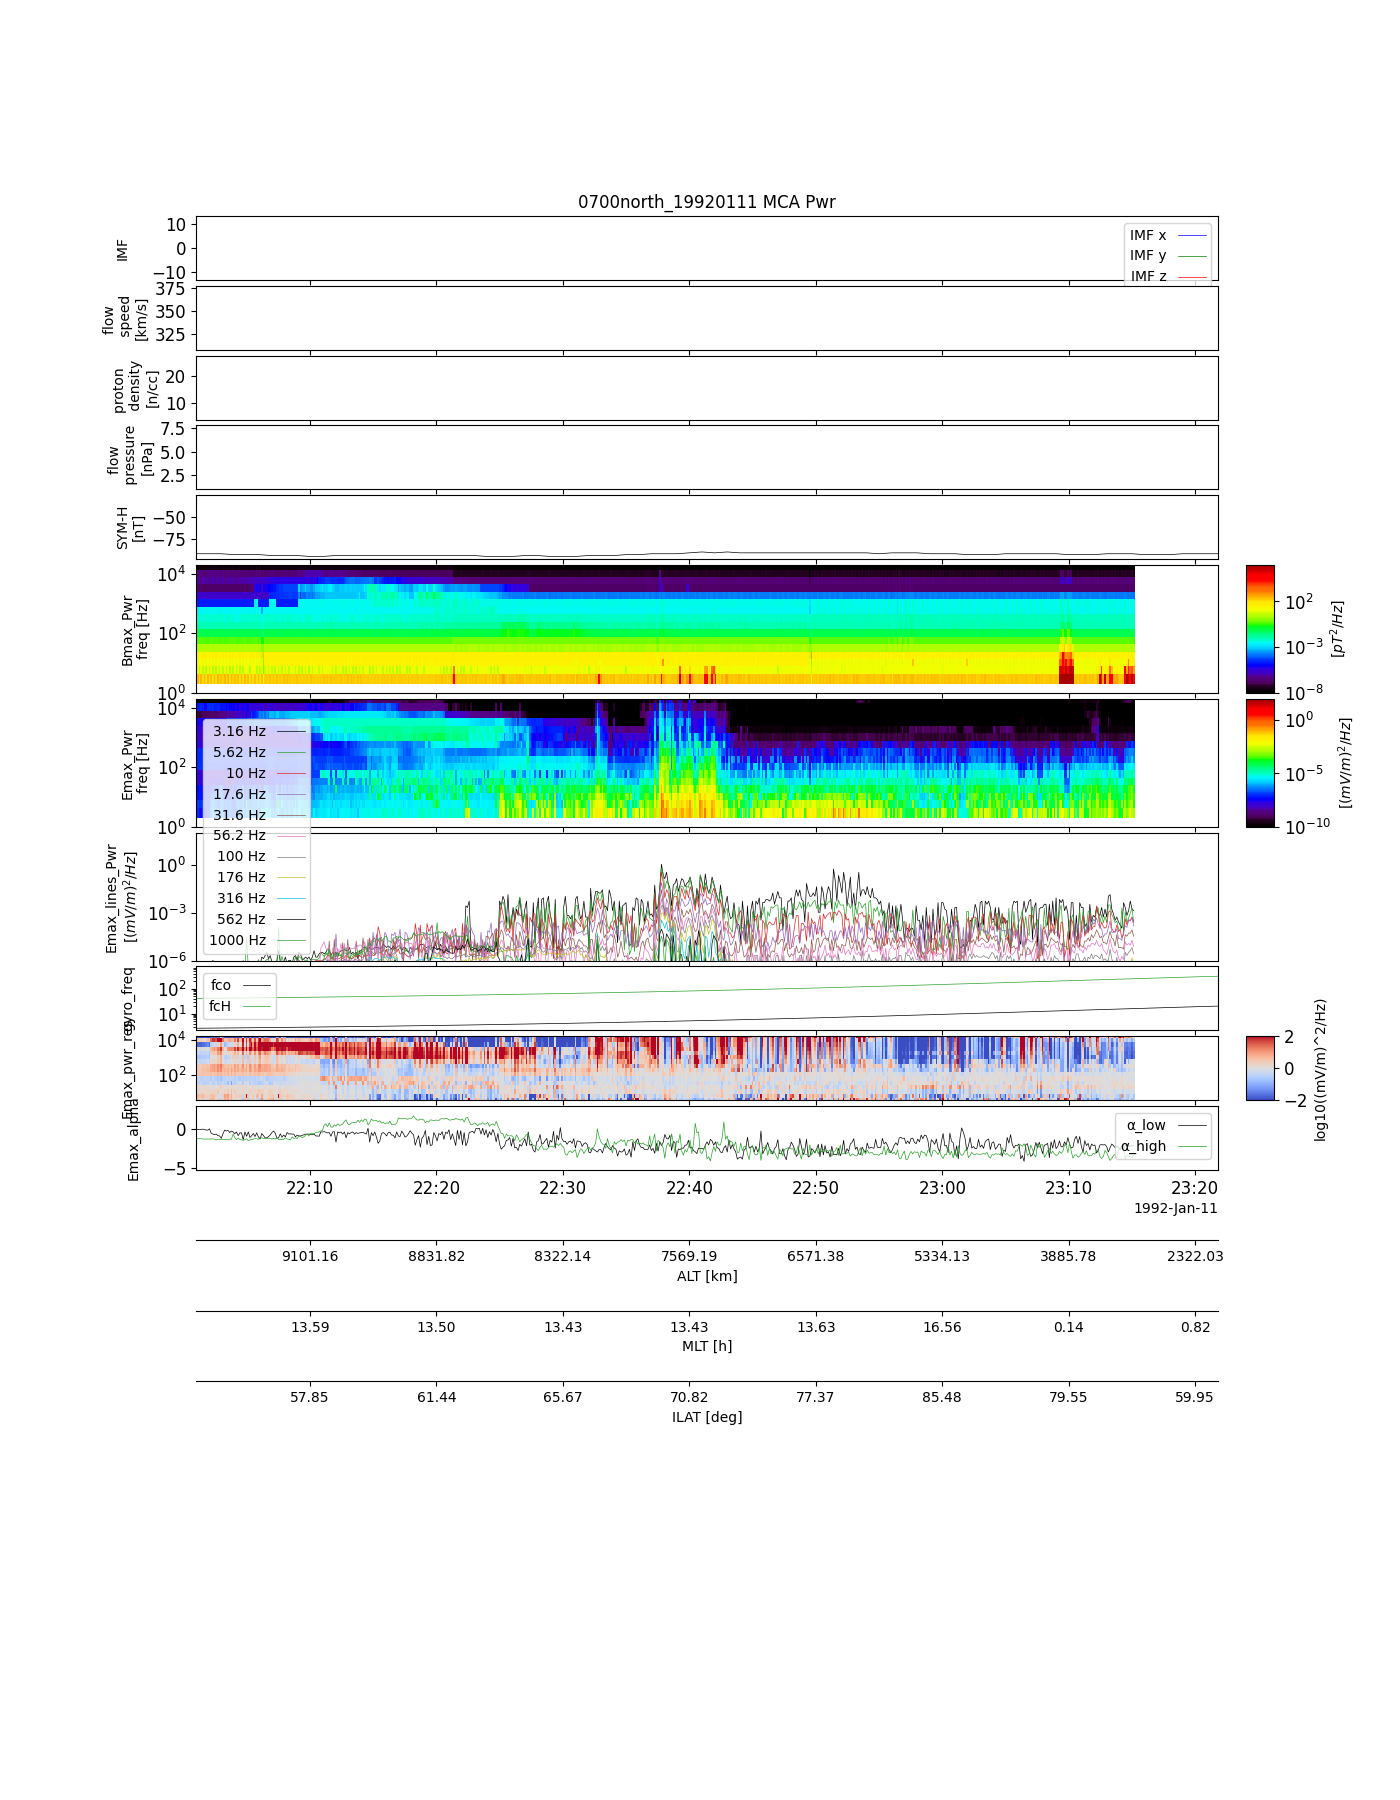 0700north_19920111 MCA Pwr
IMF
10
0
−10
IMF x
IMF y
IMF z
flow
speed
[km/s]
375
350
325
proton
density
[n/cc]
20
10
flow
pressure
[nPa]
7.5
5.0
2.5
SYM-H
[nT]
−50
−75
Bmax_Pwr
freq [Hz]
10^4
10^2
10^0
10^2
10^−3
10^−8
[pT^2/Hz]
Emax_Pwr
freq [Hz]
10^4
10^2
10^0
10^0
10^−5
10^−10
[(mV/m)^2/Hz]
3.16 Hz
5.62 Hz
10 Hz
17.6 Hz
31.6 Hz
56.2 Hz
100 Hz
176 Hz
316 Hz
562 Hz
1000 Hz
Emax_lines_Pwr
[(mV/m)^2/Hz]
10^0
10^−3
10^−6
gyro_freq
10^2
10^1
fco
fcH
Emax_pwr_reg
10^4
10^2
2
0
−2
log10((mV/m)^2/Hz)
Emax_alpha
0
−5
α_low
α_high
22:10 22:20 22:30 22:40 22:50 23:00 23:10 23:20
1992-Jan-11
9101.16 8831.82 8322.14 7569.19 6571.38 5334.13 3885.78 2322.03
ALT [km]
13.59 13.50 13.43 13.43 13.63 16.56 0.14 0.82
MLT [h]
57.85 61.44 65.67 70.82 77.37 85.48 79.55 59.95
ILAT [deg]